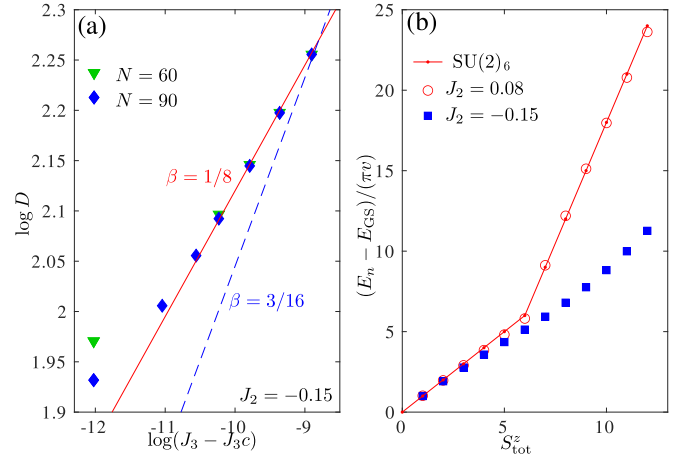 (a)
2.3
2.25
2.2
2.15
2.1
2.05
2
1.95
1.9
log D
N = 60
N = 90
β = 1/8
β = 3/16
J₂ = −0.15
-12 -11 -10 -9
log(J₃ − J₃c)
(b)
25
20
15
10
5
0
(Eₙ − E_GS)/(πv)
SU(2)₆
J₂ = 0.08
J₂ = −0.15
0 5 10
S^z_tot